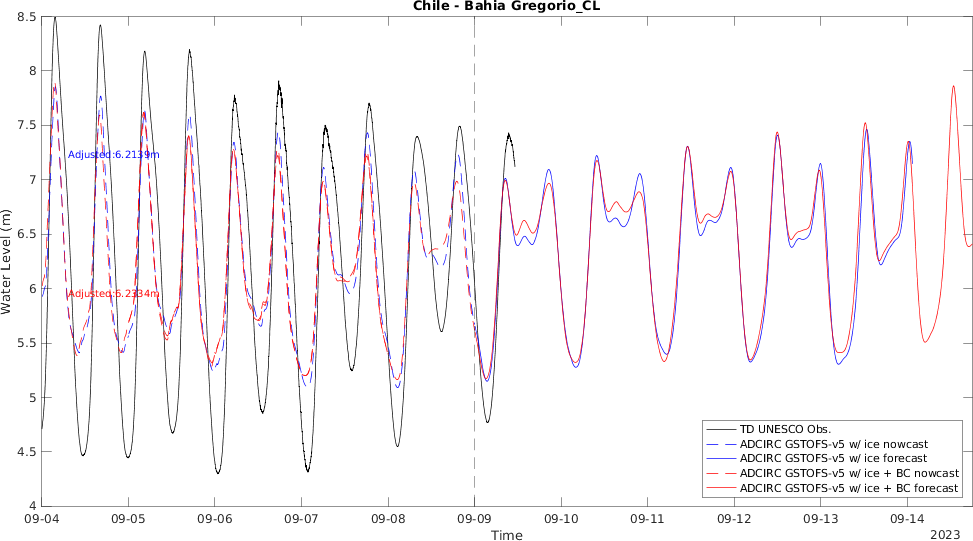 Chile - Bahia Gregorio_CL
8.5
8
7.5
7
6.5
6
5.5
5
4.5
4
Water Level (m)
Adjusted:6.2139m
Adjusted:6.2334m
TD UNESCO Obs.
ADCIRC GSTOFS-v5 w/ ice nowcast
ADCIRC GSTOFS-v5 w/ ice forecast
ADCIRC GSTOFS-v5 w/ ice + BC nowcast
ADCIRC GSTOFS-v5 w/ ice + BC forecast
09-04 09-05 09-06 09-07 09-08 09-09 09-10 09-11 09-12 09-13 09-14
Time
2023